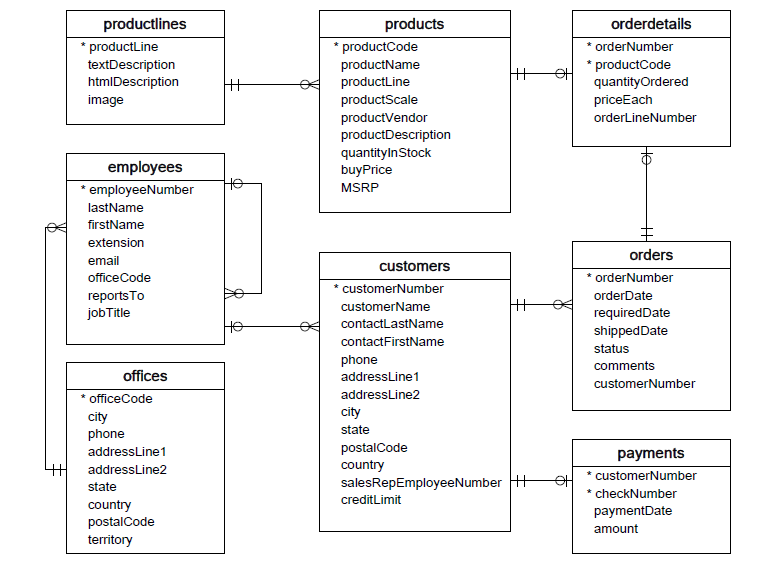 productlines
* productLine
textDescription
htmlDescription
image
products
* productCode
productName
productLine
productScale
productVendor
productDescription
quantityInStock
buyPrice
MSRP
orderdetails
* orderNumber
* productCode
quantityOrdered
priceEach
orderLineNumber
employees
* employeeNumber
lastName
firstName
extension
email
officeCode
reportsTo
jobTitle
customers
* customerNumber
customerName
contactLastName
contactFirstName
phone
addressLine1
addressLine2
city
state
postalCode
country
salesRepEmployeeNumber
creditLimit
orders
* orderNumber
orderDate
requiredDate
shippedDate
status
comments
customerNumber
offices
* officeCode
city
phone
addressLine1
addressLine2
state
country
postalCode
territory
payments
* customerNumber
* checkNumber
paymentDate
amount